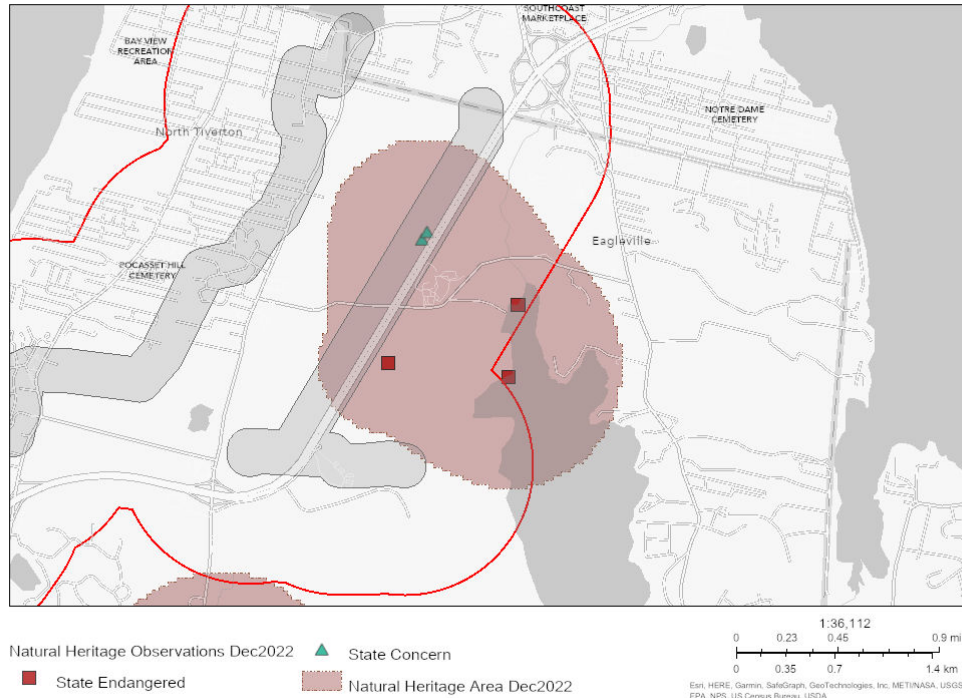 SOUTHCOAST
MARKETPLACE
BAY VIEW
RECREATION
AREA
NOTRE DAME
CEMETERY
North Tiverton
Eagleville
POCASSET HILL
CEMETERY
1:36,112
0 0.23 0.45 0.9 mi
0 0.35 0.7 1.4 km
Natural Heritage Observations Dec2022
State Concern
State Endangered
Natural Heritage Area Dec2022
Esri, HERE, Garmin, SafeGraph, GeoTechnologies, Inc, METI/NASA, USGS,
EPA, NPS, US Census Bureau, USDA